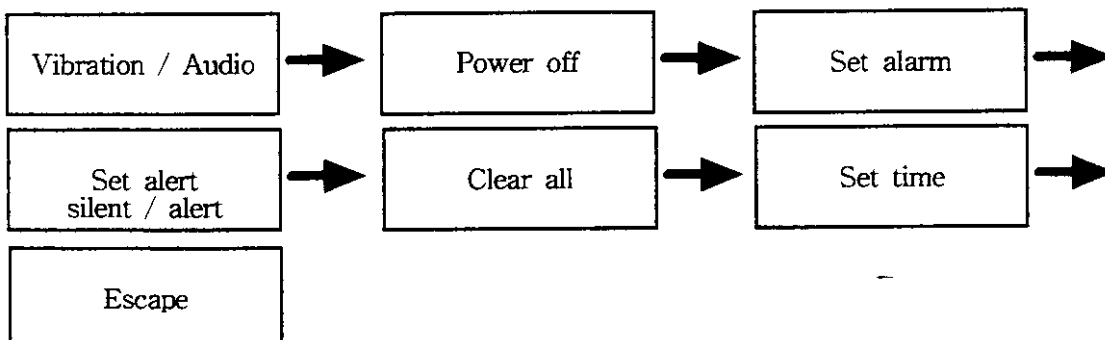 Vibration / Audio
Power off
Set alarm
Set alert
silent / alert
Clear all
Set time
Escape